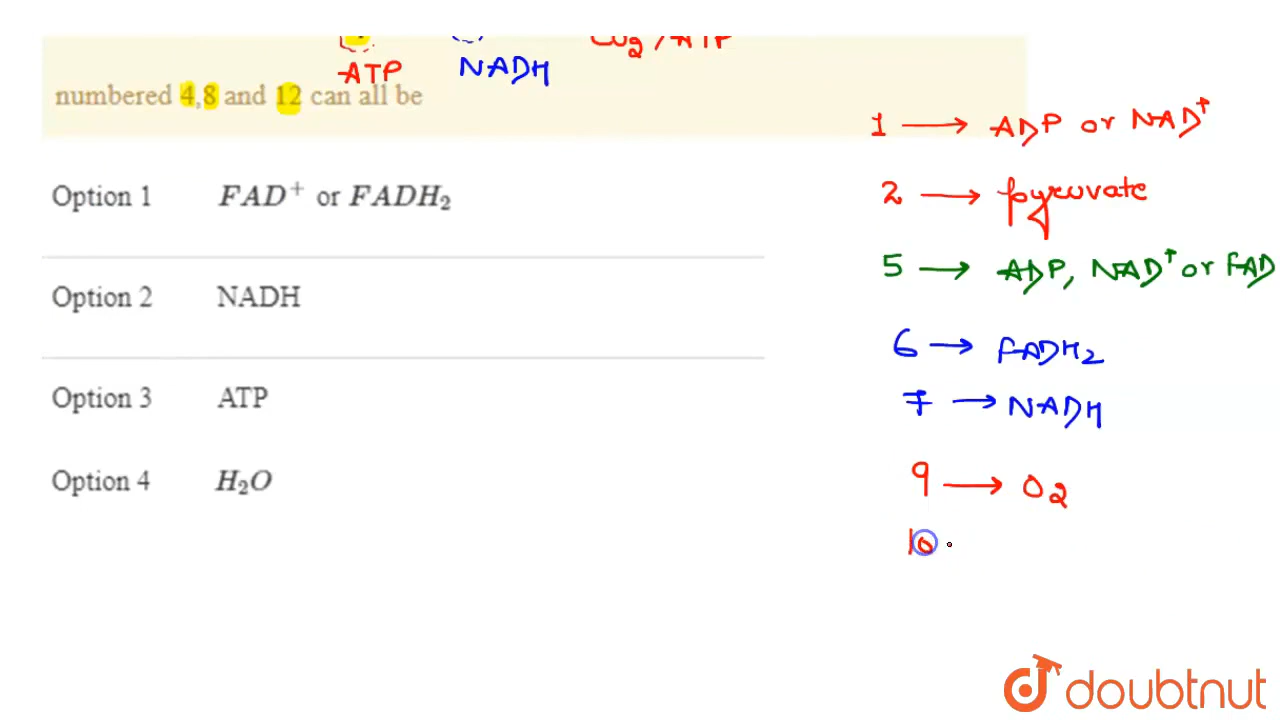 CO2 / ATP
ATP NADH
numbered 4,8 and 12 can all be
1 → ADP or NAD+
Option 1 FAD+ or FADH2
2 → pyruvate
5 → ADP, NAD+ or FAD
Option 2 NADH
6 → FADH2
Option 3 ATP
7 → NADH
Option 4 H2O
9 → O2
10
doubtnut